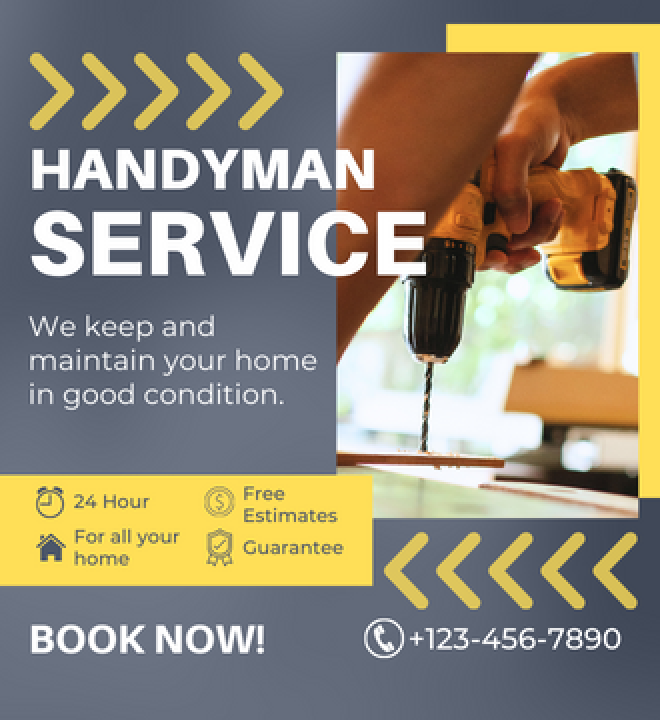 HANDYMAN
SERVICE
We keep and
maintain your home
in good condition.
24 Hour
Free
Estimates
For all your
home
Guarantee
BOOK NOW!
+123-456-7890